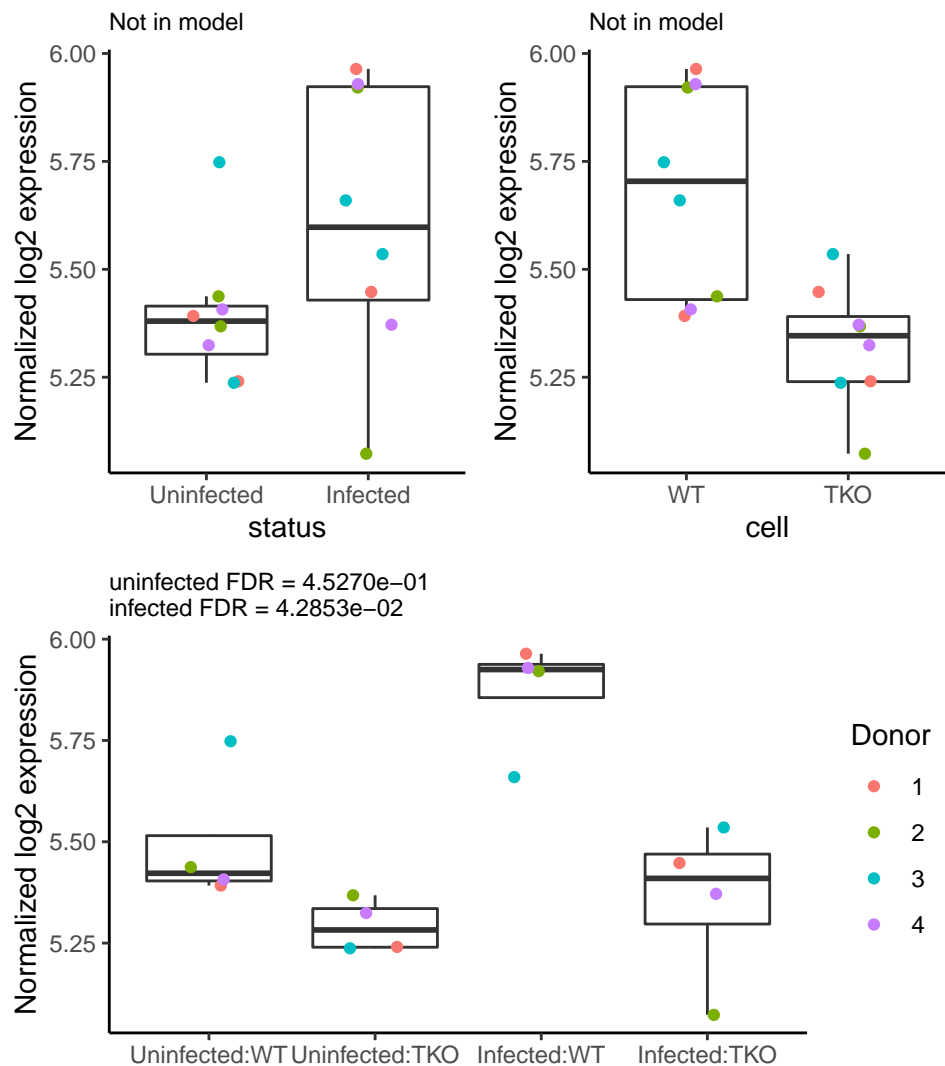 Not in model
Normalized log2 expression
6.00
5.75
5.50
5.25
Uninfected Infected
status
Not in model
Normalized log2 expression
6.00
5.75
5.50
5.25
WT TKO
cell
uninfected FDR = 4.5270e−01
infected FDR = 4.2853e−02
Normalized log2 expression
6.00
5.75
5.50
5.25
Uninfected:WT Uninfected:TKO Infected:WT Infected:TKO
Donor
1
2
3
4